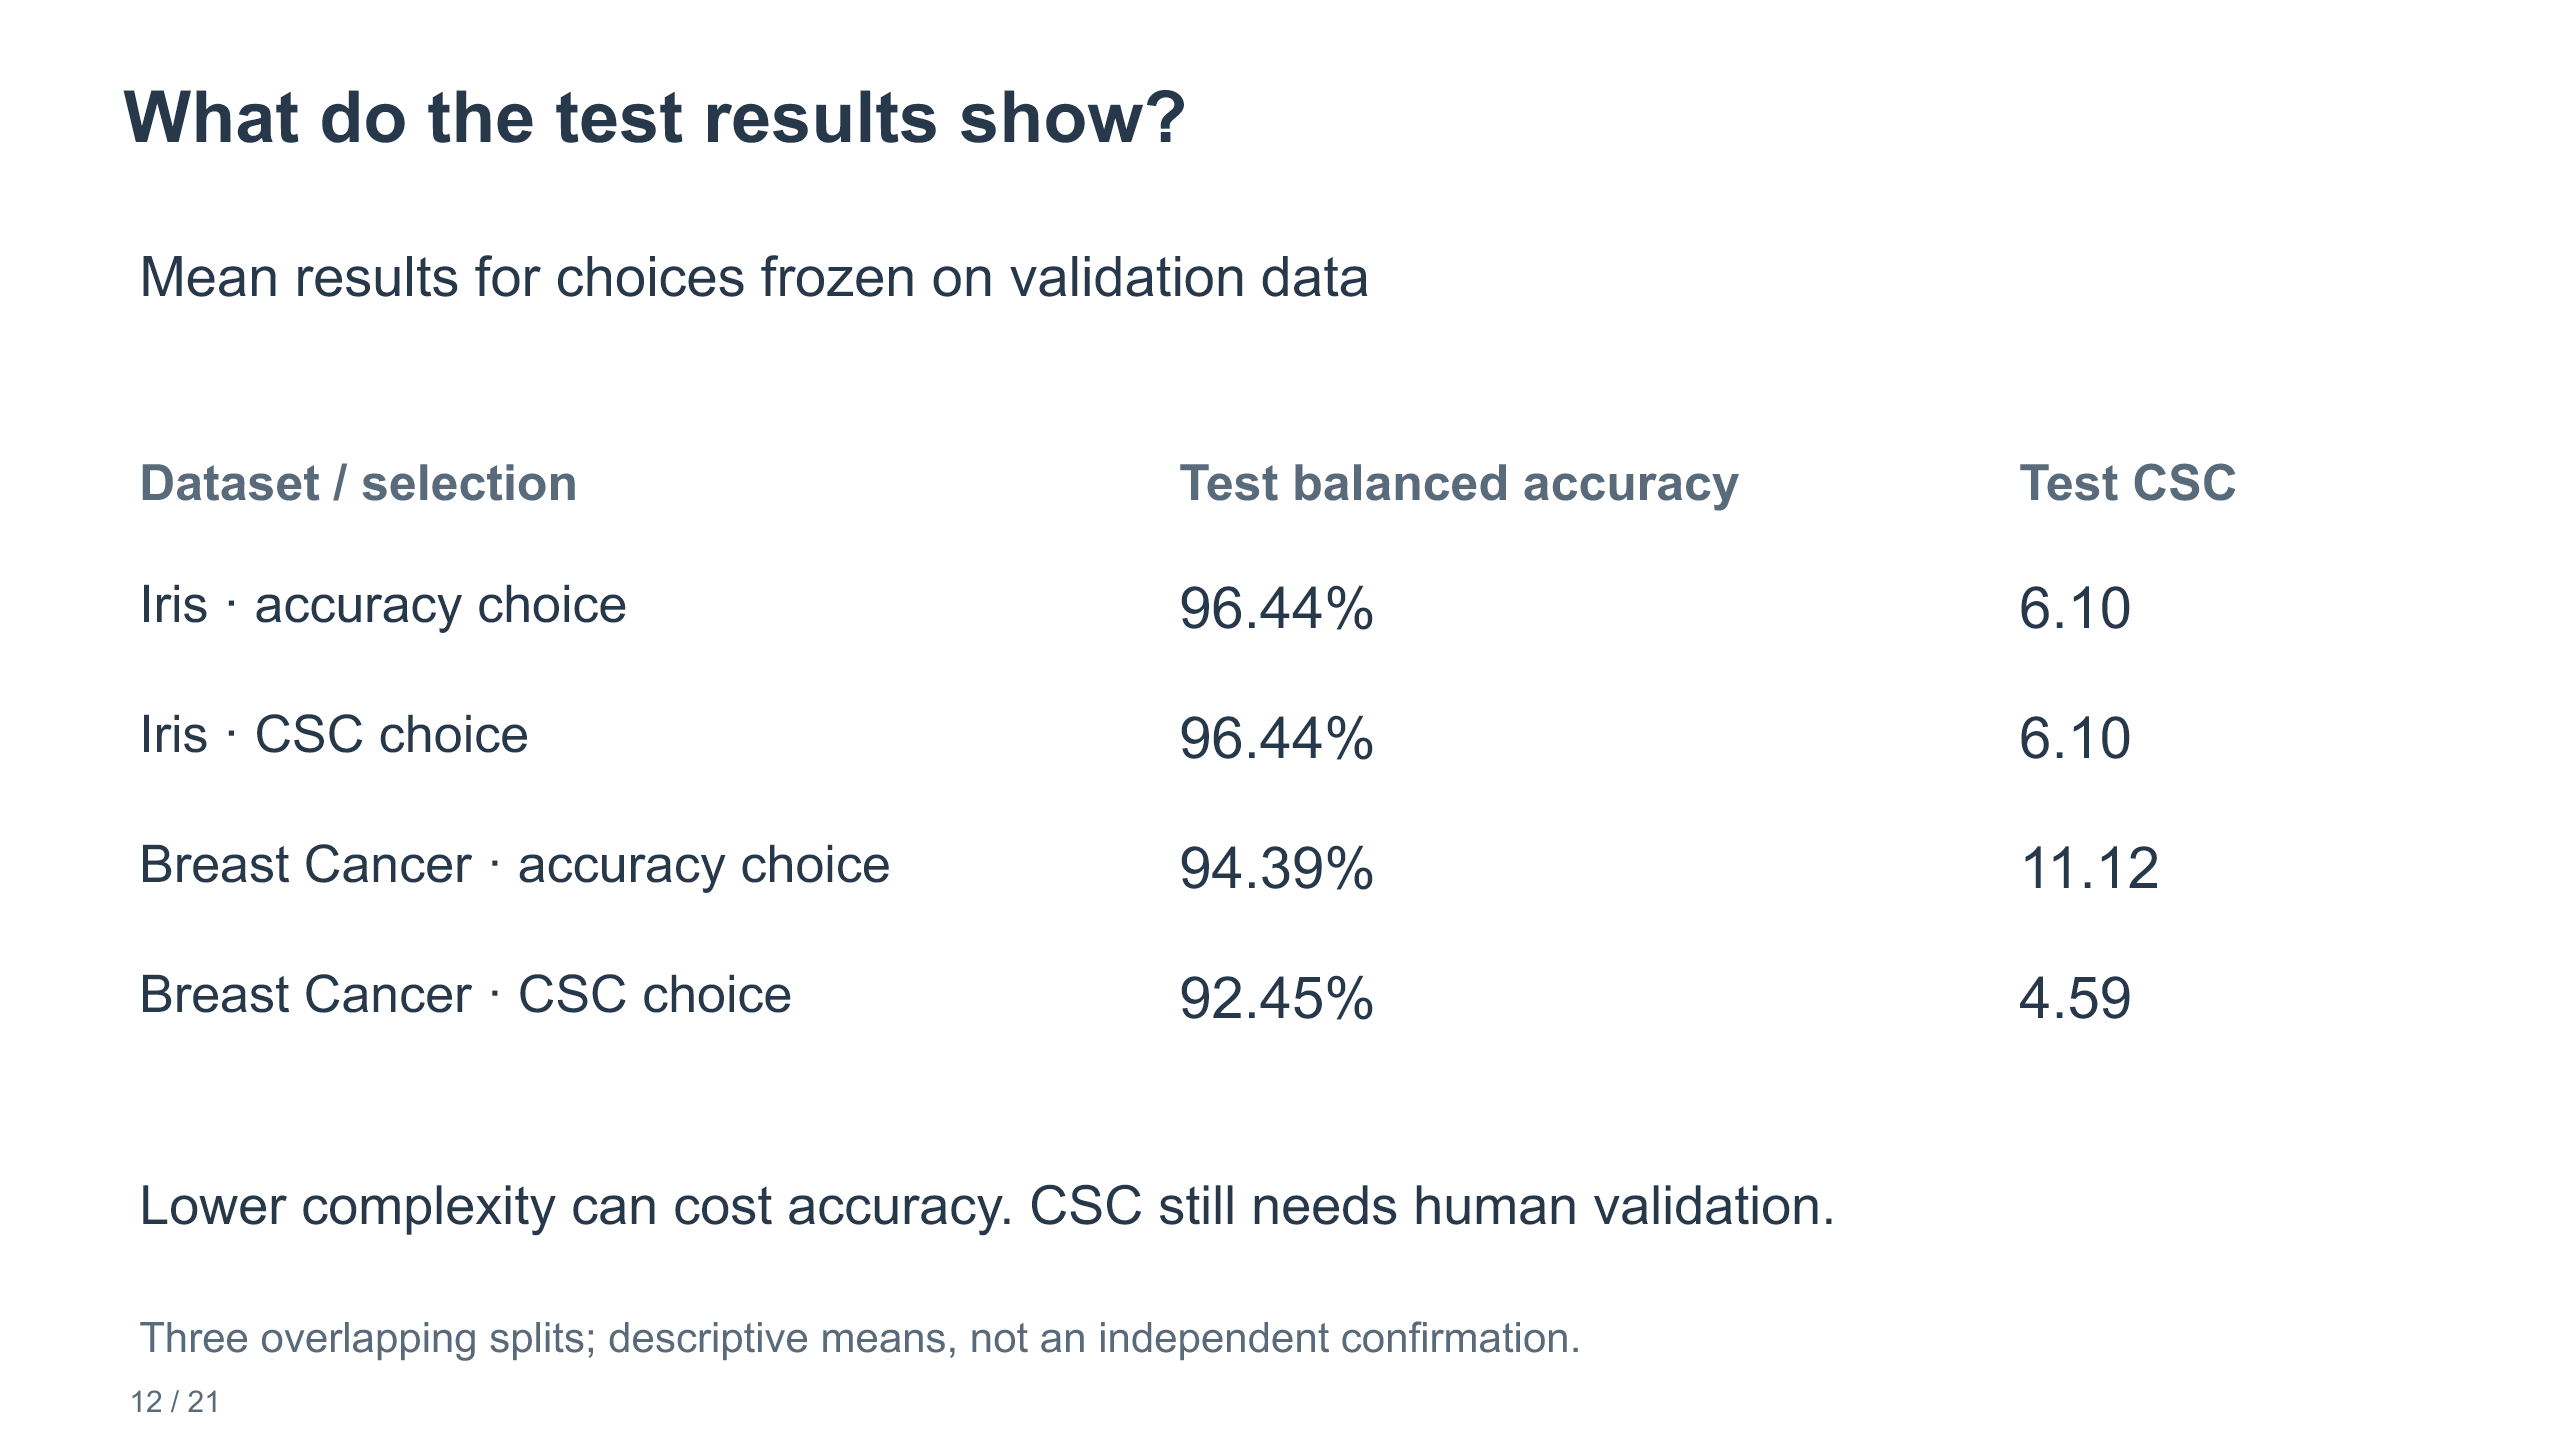 What do the test results show?
Mean results for choices frozen on validation data
Dataset / selection Test balanced accuracy Test CSC
Iris · accuracy choice 96.44% 6.10
Iris · CSC choice 96.44% 6.10
Breast Cancer · accuracy choice 94.39% 11.12
Breast Cancer · CSC choice 92.45% 4.59
Lower complexity can cost accuracy. CSC still needs human validation.
Three overlapping splits; descriptive means, not an independent confirmation.
12 / 21